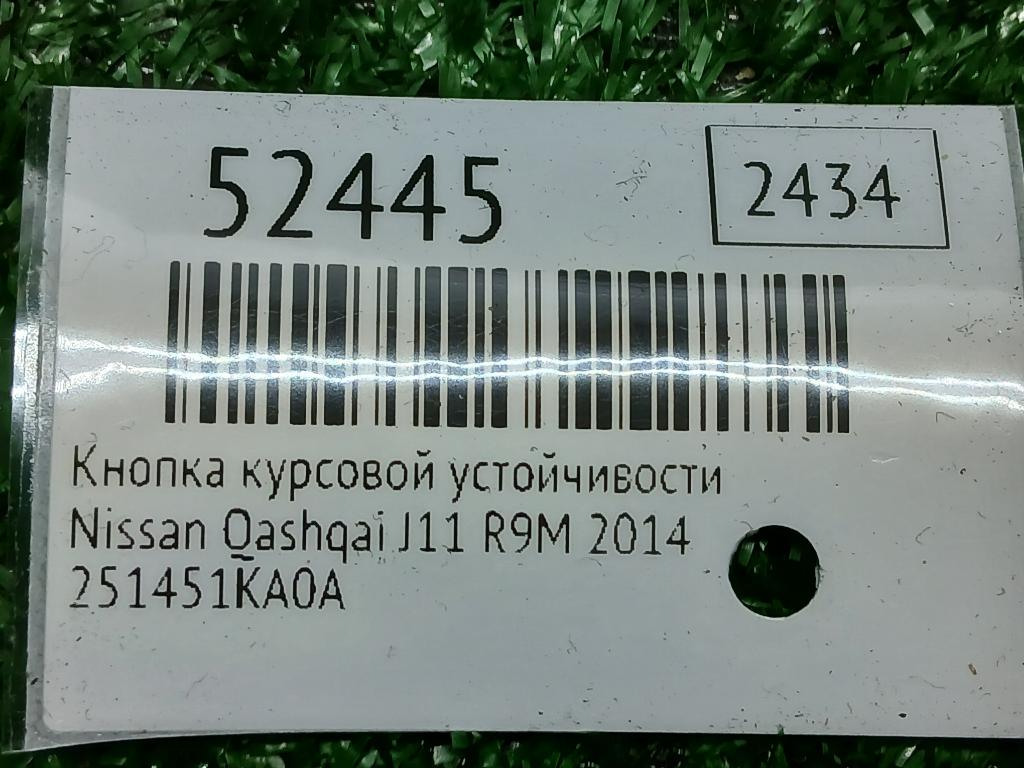 52445
2434
Кнопка курсовой устойчивости
Nissan Qashqai J11 R9M 2014
251451KA0A